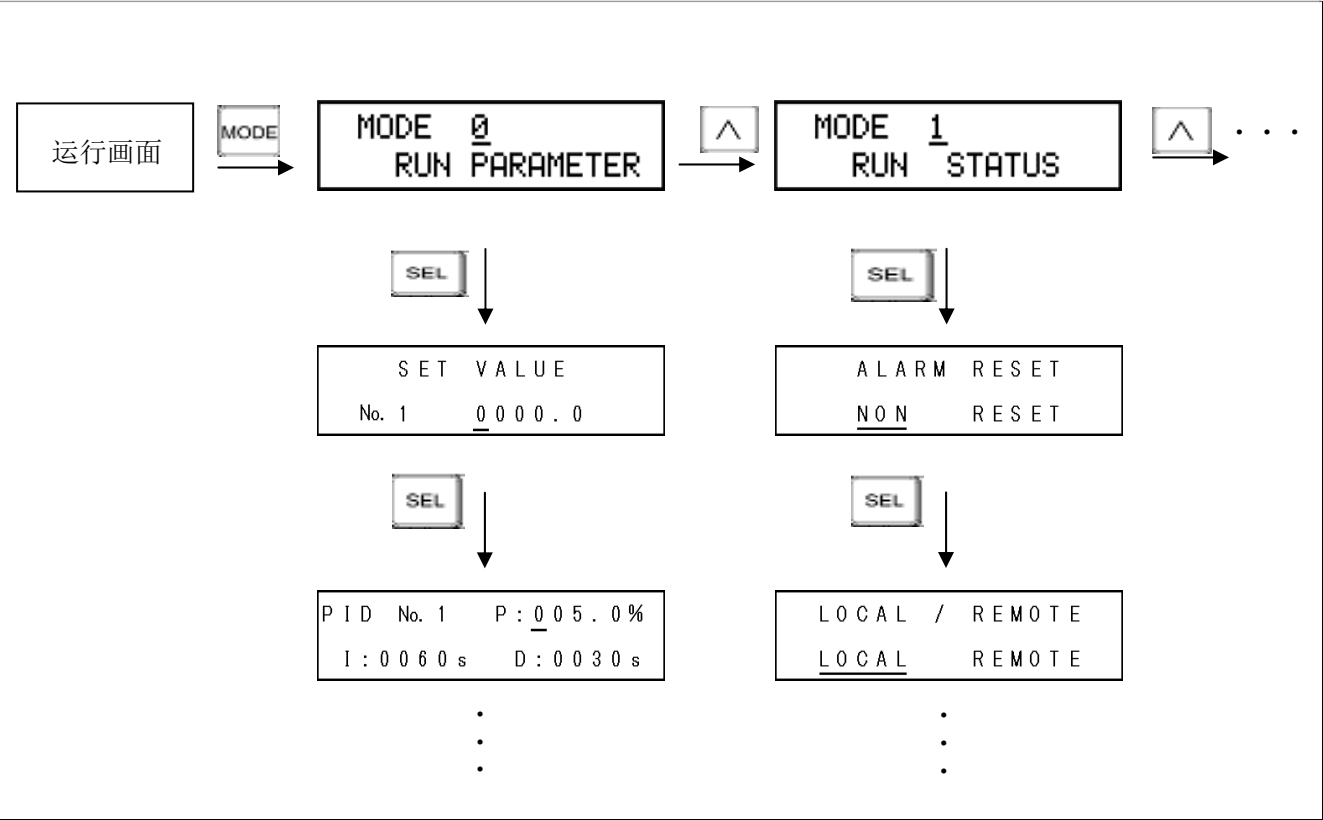 运行画面
MODE
MODE 0
RUN PARAMETER
∧
MODE 1
RUN STATUS
∧
· · ·
SEL
SEL
SET VALUE
No. 1 0000.0
ALARM RESET
NON RESET
SEL
SEL
PID No. 1 P:005.0%
I:0060s D:0030s
LOCAL / REMOTE
LOCAL REMOTE